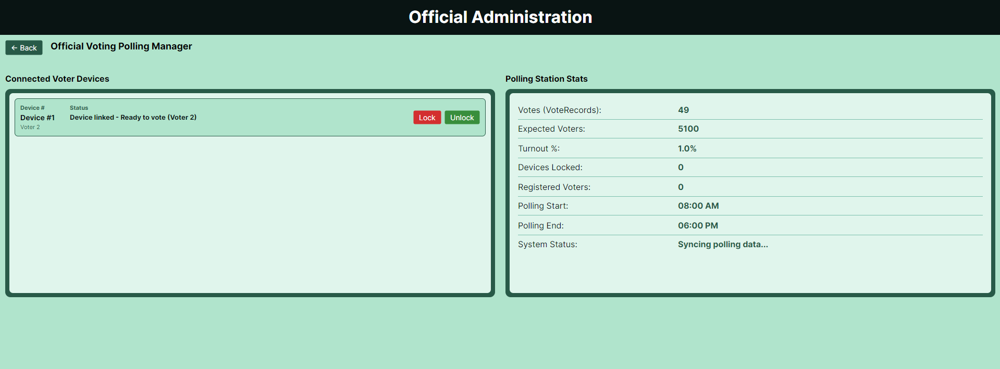 Official Administration
← Back
Official Voting Polling Manager
Connected Voter Devices
Device #
Status
Device #1
Device linked - Ready to vote (Voter 2)
Voter 2
Lock
Unlock
Polling Station Stats
Votes (VoteRecords): 49
Expected Voters: 5100
Turnout %: 1.0%
Devices Locked: 0
Registered Voters: 0
Polling Start: 08:00 AM
Polling End: 06:00 PM
System Status: Syncing polling data...